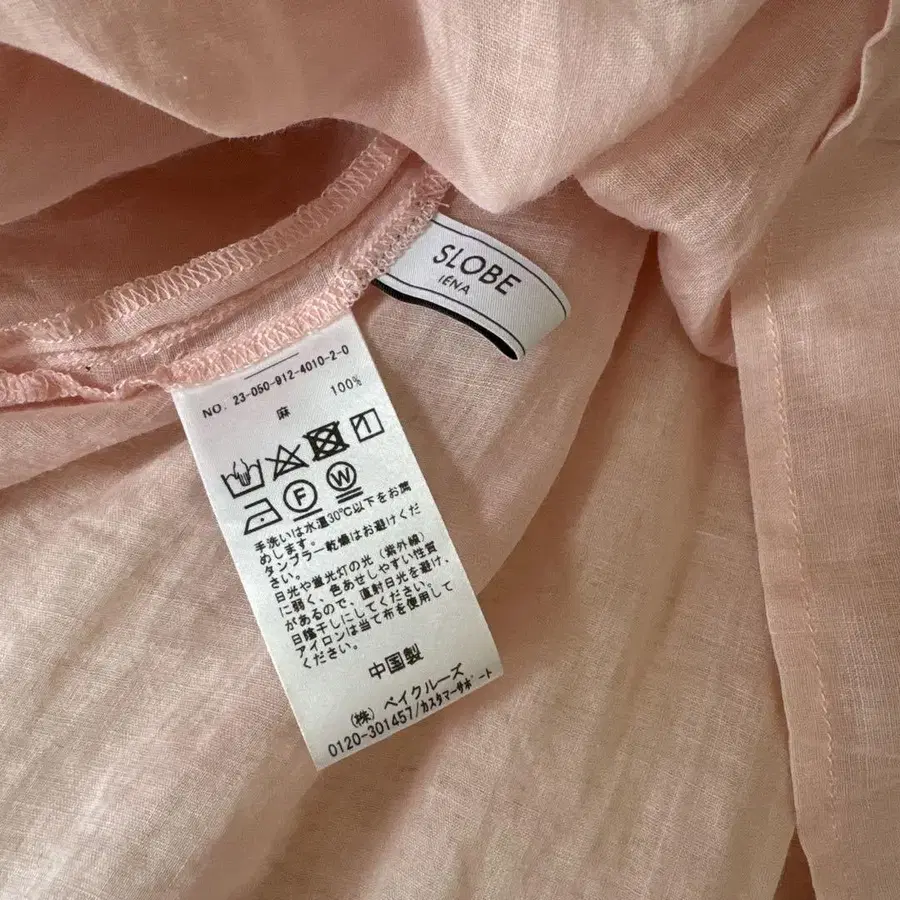 SLOBE
IÉNA
NO. 23-050-912-4010-2-0
麻 100%
F W
手洗いは水温30℃以下をお薦
めします。
タンブラー乾燥はお避けくだ
さい。
日光や蛍光灯の光（紫外線）
に弱く、色あせしやすい性質
があるので、直射日光を避け、
日陰干しにしてください。
アイロンは当て布を使用して
ください。
中国製
（株）ベイクルーズ
0120-301457/カスタマーサポート